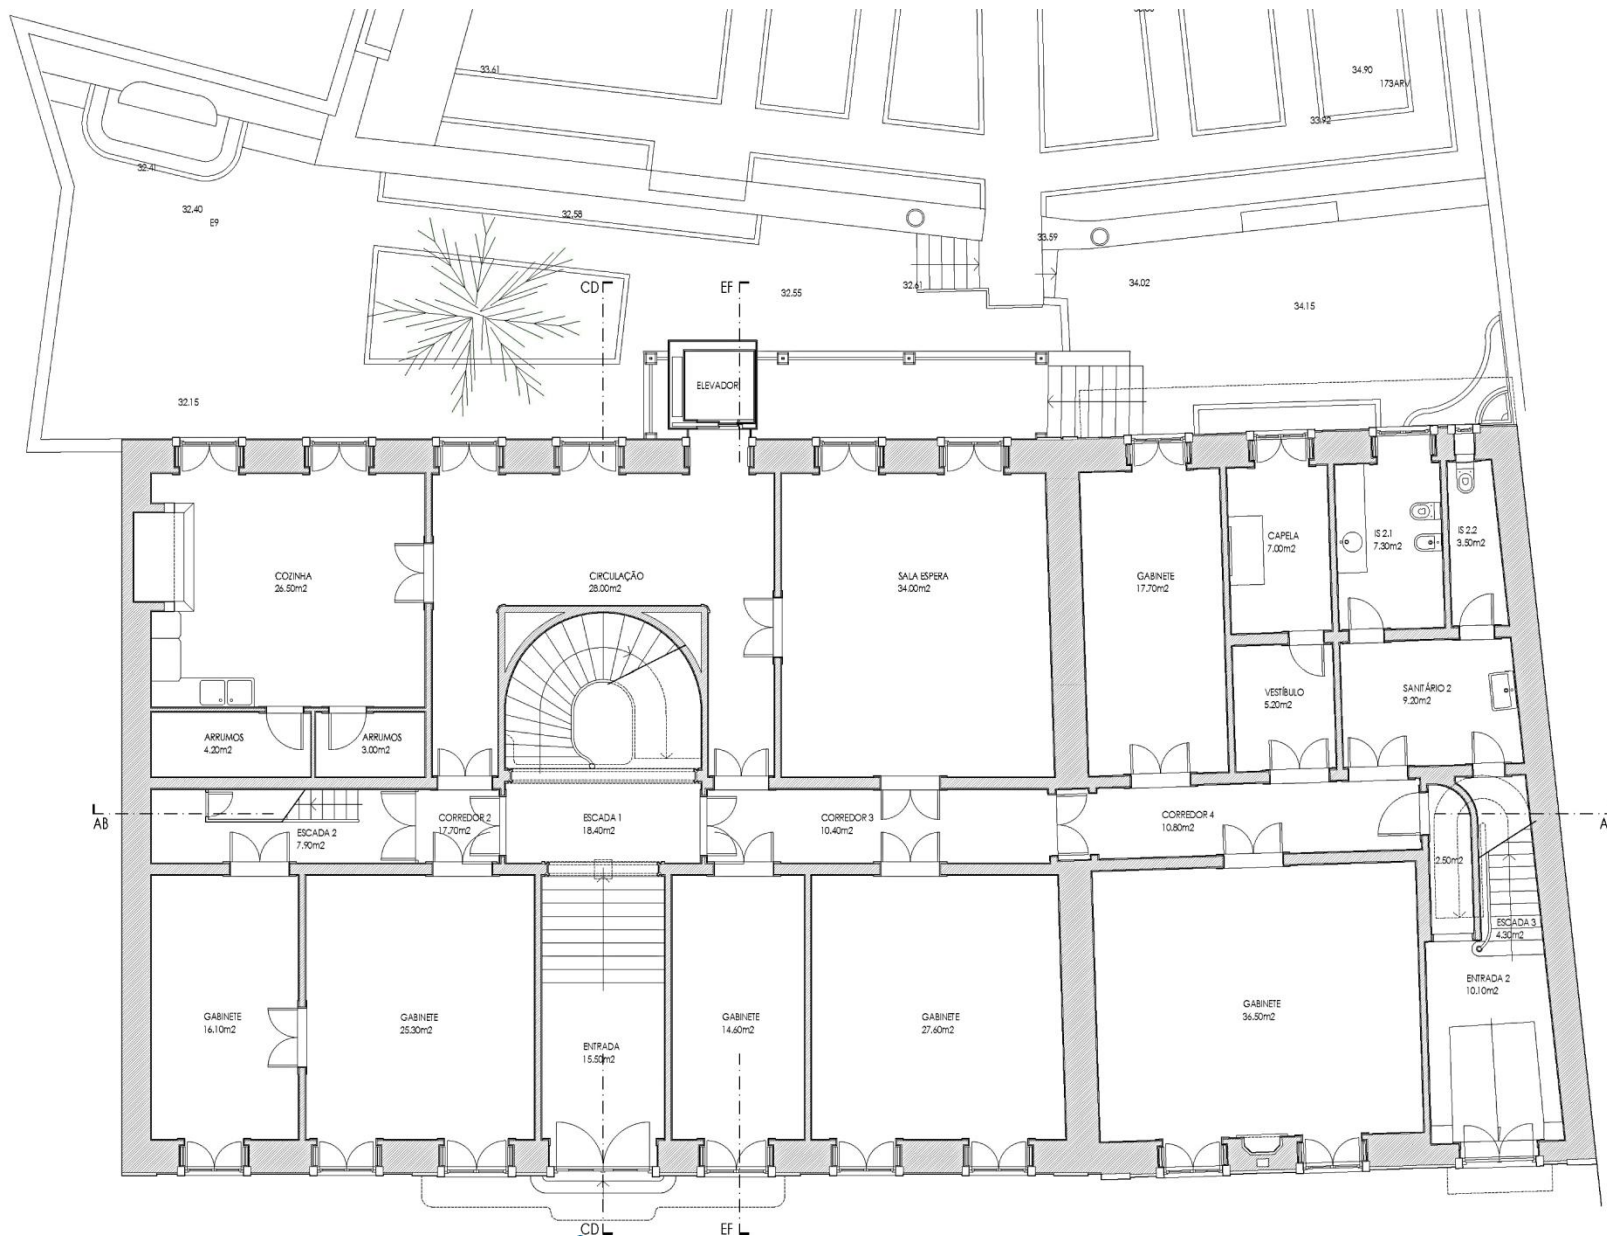 33.61
34.90
173ARV
33.92
32.41
32.40
E9
32.58
33.59
CD
EF
32.55
32.61
34.02
34.15
ELEVADOR
32.15
COZINHA
26.50m2
CIRCULAÇÃO
28.00m2
SALA ESPERA
34.00m2
GABINETE
17.70m2
CAPELA
7.00m2
IS 2.1
7.30m2
IS 2.2
3.50m2
VESTÍBULO
5.20m2
SANITÁRIO 2
9.20m2
ARRUMOS
4.20m2
ARRUMOS
3.00m2
AB
ESCADA 2
7.90m2
CORREDOR 2
17.70m2
ESCADA 1
18.40m2
CORREDOR 3
10.40m2
CORREDOR 4
10.80m2
A
2.50m2
ESCADA 3
4.30m2
ENTRADA 2
10.10m2
GABINETE
16.10m2
GABINETE
25.30m2
ENTRADA
15.50m2
GABINETE
14.60m2
GABINETE
27.60m2
GABINETE
36.50m2
CD
EF